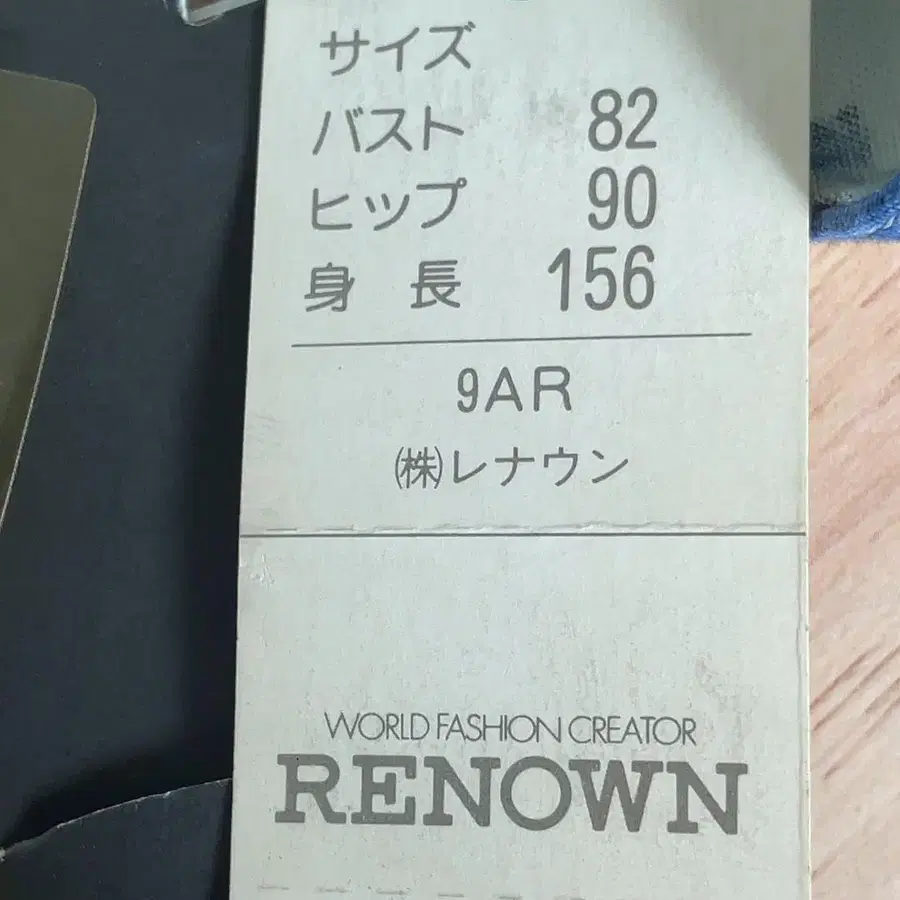 サイズ
バスト 82
ヒップ 90
身長 156
9AR
㈱レナウン
WORLD FASHION CREATOR
RENOWN